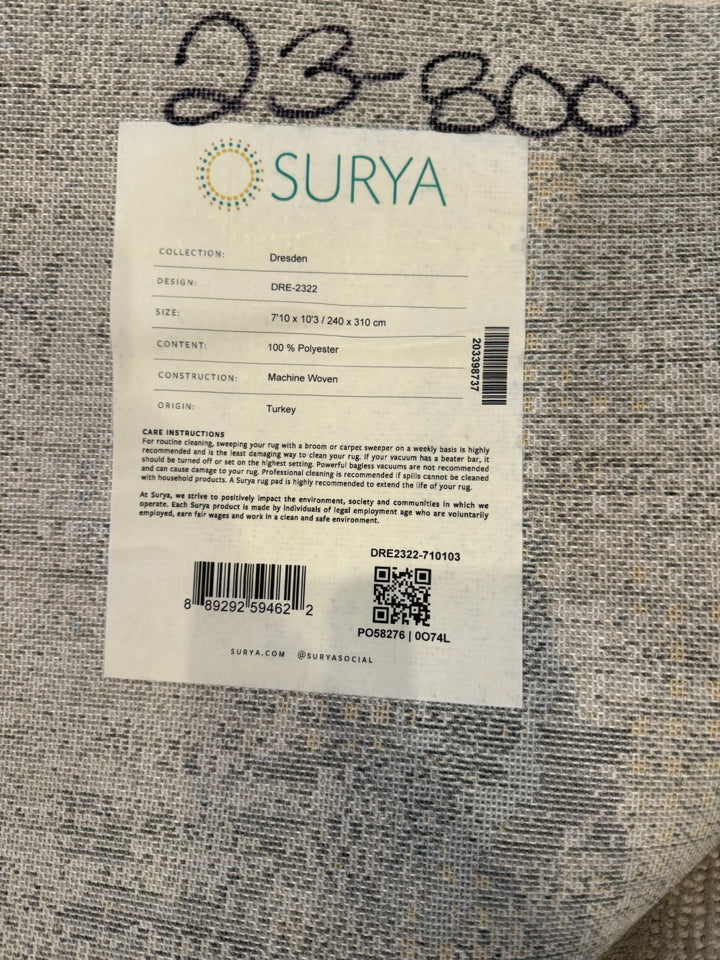 23-800
SURYA
COLLECTION: Dresden
DESIGN: DRE-2322
SIZE: 7'10 x 10'3 / 240 x 310 cm
CONTENT: 100 % Polyester
CONSTRUCTION: Machine Woven
ORIGIN: Turkey
203398737
CARE INSTRUCTIONS
For routine cleaning, sweeping your rug with a broom or carpet sweeper on a weekly basis is highly
recommended and is the least damaging way to clean your rug. If your vacuum has a beater bar, it
should be turned off or set on the highest setting. Powerful bagless vacuums are not recommended
and can cause damage to your rug. Professional cleaning is recommended if spills cannot be cleaned
with household products. A Surya rug pad is highly recommended to extend the life of your rug.
At Surya, we strive to positively impact the environment, society and communities in which we
operate. Each Surya product is made by individuals of legal employment age who are voluntarily
employed, earn fair wages and work in a clean and safe environment.
DRE2322-710103
8 89292 59462 2
PO58276 | 0O74L
SURYA.COM @SURYASOCIAL